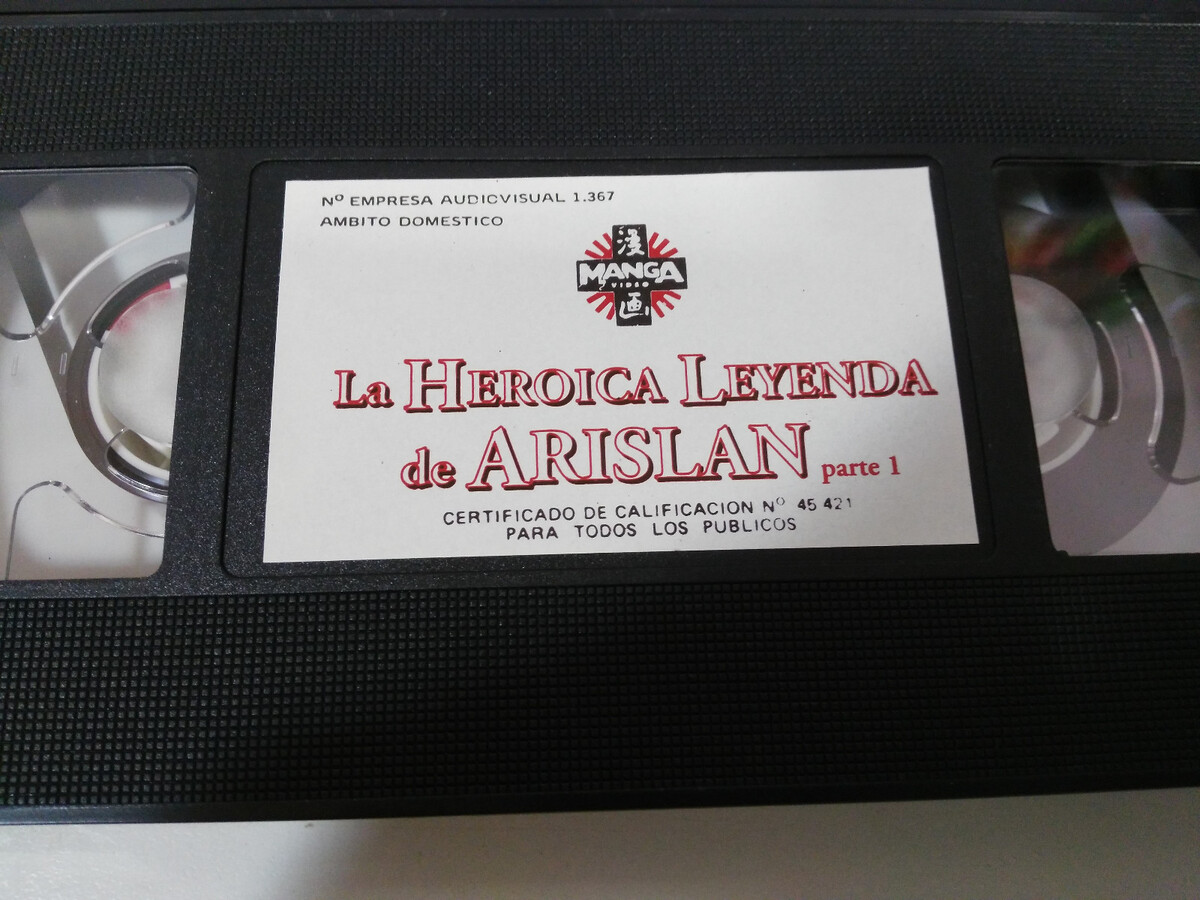 Nº EMPRESA AUDIOVISUAL 1.367
AMBITO DOMESTICO
漫
MANGA
VIDEO
画
La HEROICA LEYENDA
de ARISLAN parte 1
CERTIFICADO DE CALIFICACION Nº 45 421
PARA TODOS LOS PUBLICOS